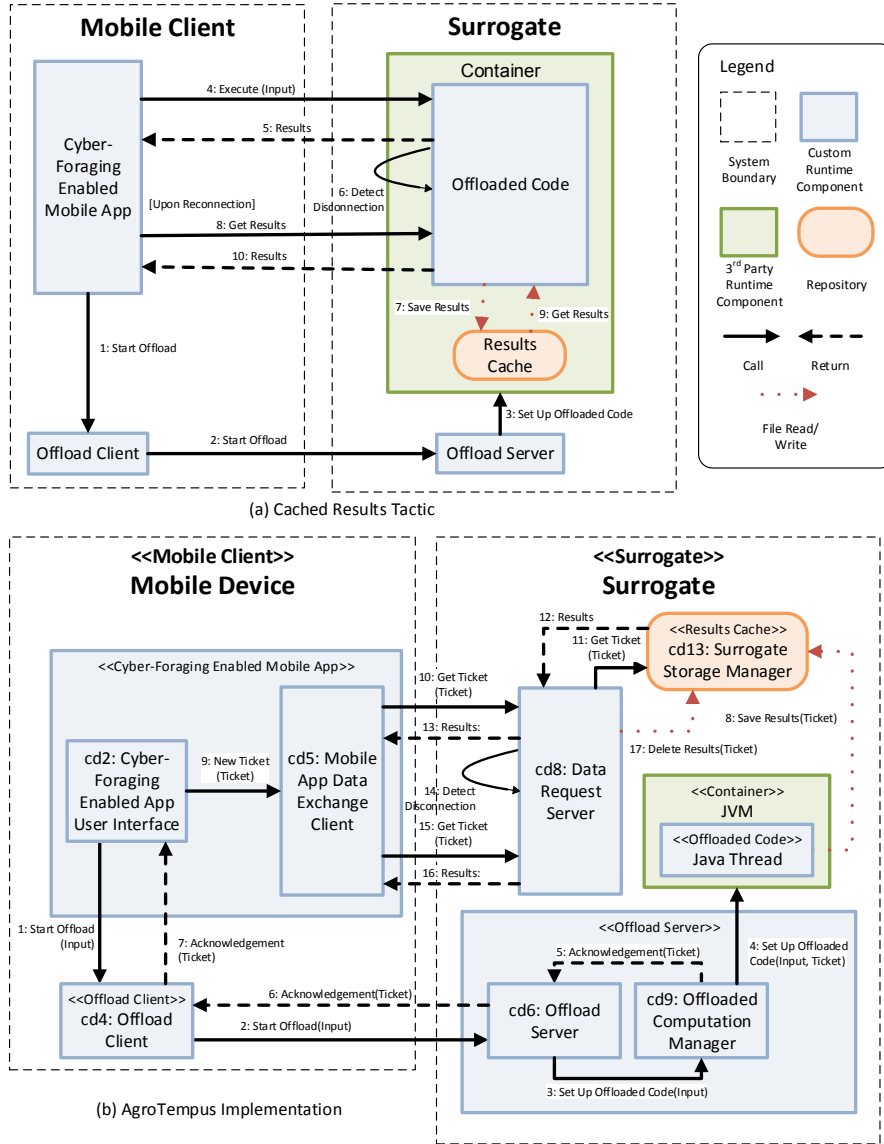 Mobile Client
Surrogate
Container
Cyber-
Foraging
Enabled
Mobile App
4: Execute (Input)
5: Results
6: Detect
Disconnection
Offloaded Code
[Upon Reconnection]
8: Get Results
10: Results
7: Save Results
9: Get Results
Results
Cache
1: Start Offload
3: Set Up Offloaded Code
Offload Client
2: Start Offload
Offload Server
(a) Cached Results Tactic
Legend
System
Boundary
Custom
Runtime
Component
3rd Party
Runtime
Component
Repository
Call
Return
File Read/
Write
<<Mobile Client>>
Mobile Device
<<Surrogate>>
Surrogate
<<Cyber-Foraging Enabled Mobile App>>
cd2: Cyber-
Foraging
Enabled App
User Interface
9: New Ticket
(Ticket)
cd5: Mobile
App Data
Exchange
Client
10: Get Ticket
(Ticket)
13: Results:
14: Detect
Disconnection
15: Get Ticket
(Ticket)
16: Results:
cd8: Data
Request
Server
12: Results
11: Get Ticket
(Ticket)
<<Results Cache>>
cd13: Surrogate
Storage Manager
8: Save Results(Ticket)
17: Delete Results(Ticket)
<<Container>>
JVM
<<Offloaded Code>>
Java Thread
1: Start Offload
(Input)
7: Acknowledgement
(Ticket)
<<Offload Client>>
cd4: Offload
Client
6: Acknowledgement(Ticket)
2: Start Offload(Input)
<<Offload Server>>
5: Acknowledgement(Ticket)
4: Set Up Offloaded
Code(Input, Ticket)
cd6: Offload
Server
cd9: Offloaded
Computation
Manager
3: Set Up Offloaded Code(Input)
(b) AgroTempus Implementation